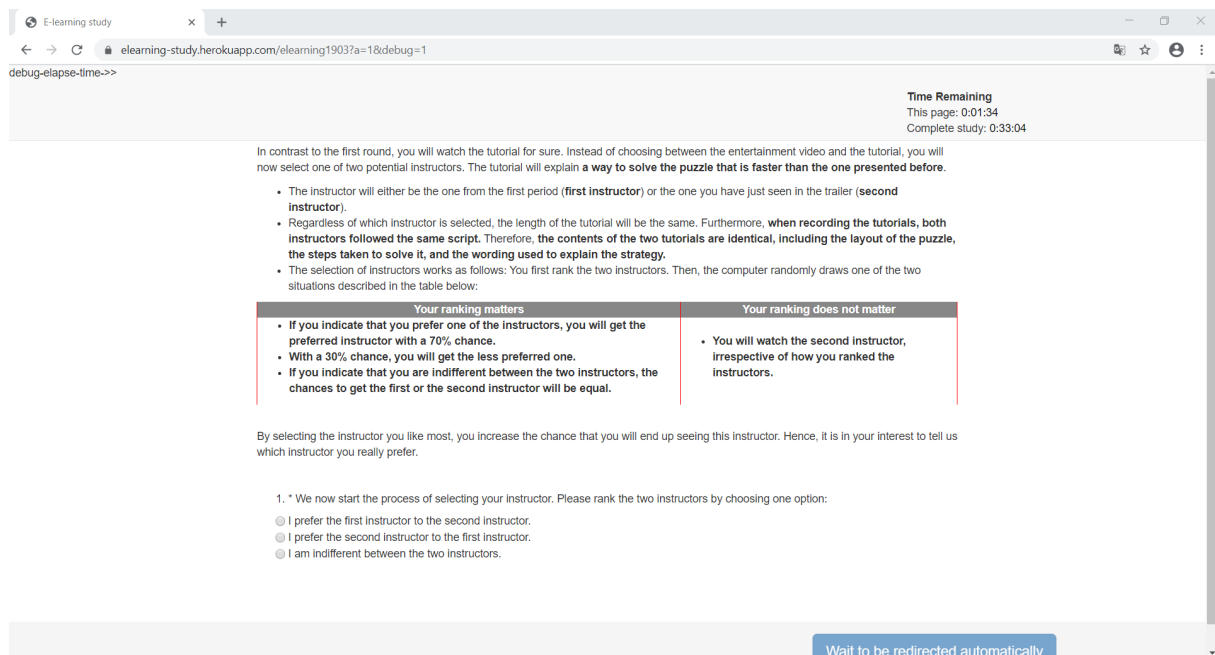 E-learning study
elearning-study.herokuapp.com/elearning1903?a=1&debug=1
debug-elapse-time->>
Time Remaining
This page: 0:01:34
Complete study: 0:33:04
In contrast to the first round, you will watch the tutorial for sure. Instead of choosing between the entertainment video and the tutorial, you will
now select one of two potential instructors. The tutorial will explain a way to solve the puzzle that is faster than the one presented before.
• The instructor will either be the one from the first period (first instructor) or the one you have just seen in the trailer (second
instructor).
• Regardless of which instructor is selected, the length of the tutorial will be the same. Furthermore, when recording the tutorials, both
instructors followed the same script. Therefore, the contents of the two tutorials are identical, including the layout of the puzzle,
the steps taken to solve it, and the wording used to explain the strategy.
• The selection of instructors works as follows: You first rank the two instructors. Then, the computer randomly draws one of the two
situations described in the table below:
Your ranking matters
• If you indicate that you prefer one of the instructors, you will get the
preferred instructor with a 70% chance.
• With a 30% chance, you will get the less preferred one.
• If you indicate that you are indifferent between the two instructors, the
chances to get the first or the second instructor will be equal.
Your ranking does not matter
• You will watch the second instructor,
irrespective of how you ranked the
instructors.
By selecting the instructor you like most, you increase the chance that you will end up seeing this instructor. Hence, it is in your interest to tell us
which instructor you really prefer.
1. * We now start the process of selecting your instructor. Please rank the two instructors by choosing one option:
I prefer the first instructor to the second instructor.
I prefer the second instructor to the first instructor.
I am indifferent between the two instructors.
Wait to be redirected automatically